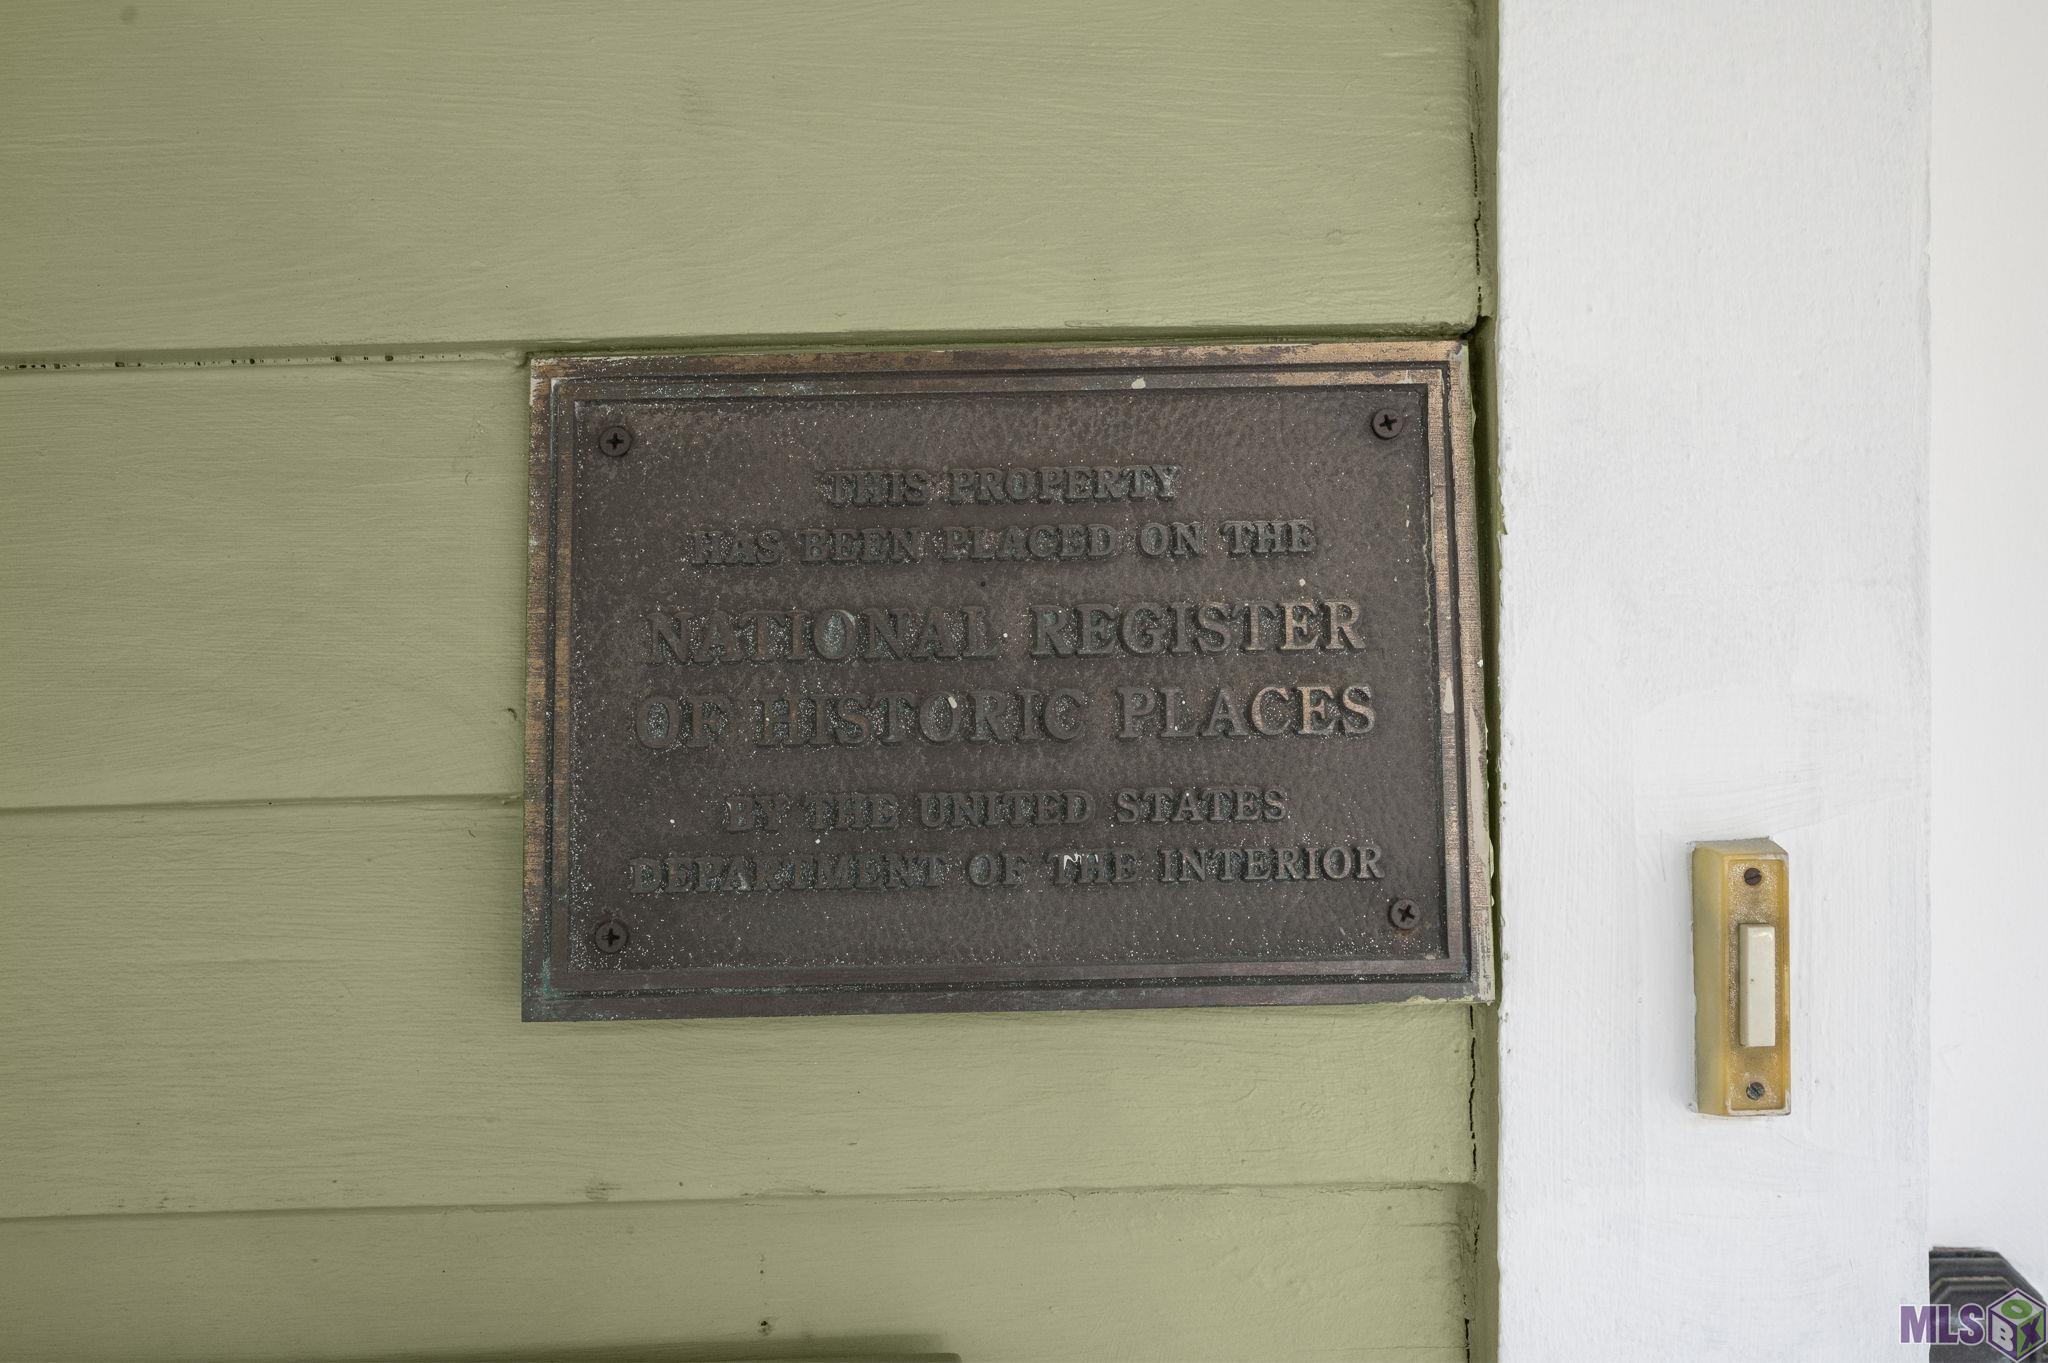 THIS PROPERTY
HAS BEEN PLACED ON THE
NATIONAL REGISTER
OF HISTORIC PLACES
BY THE UNITED STATES
DEPARTMENT OF THE INTERIOR
MLS BOX